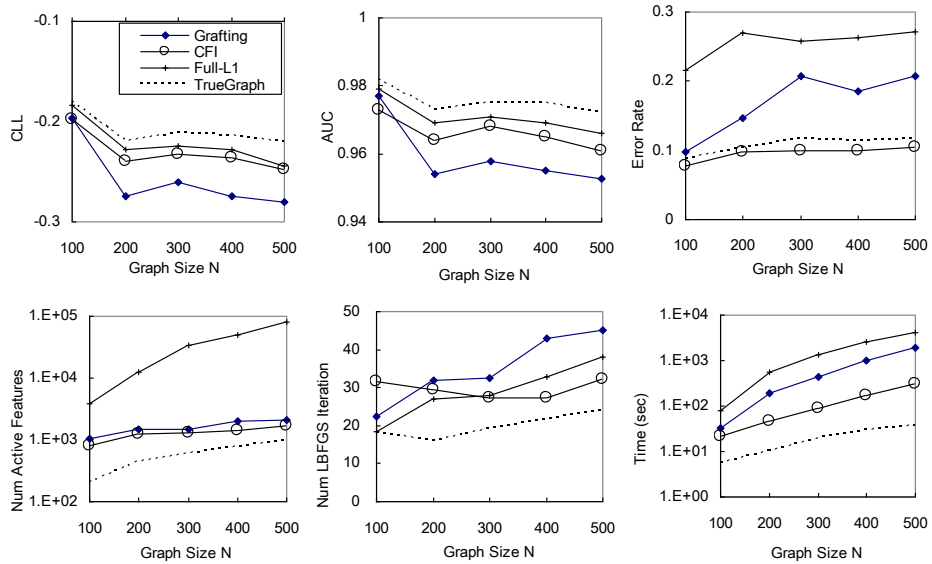 -0.1
-0.2
-0.3
CLL
Grafting
CFI
Full-L1
TrueGraph
100 200 300 400 500
Graph Size N
1
0.98
0.96
0.94
AUC
100 200 300 400 500
Graph Size N
0.3
0.2
0.1
0
Error Rate
100 200 300 400 500
Graph Size N
1.E+05
1.E+04
1.E+03
1.E+02
Num Active Features
100 200 300 400 500
Graph Size N
50
40
30
20
10
0
Num LBFGS Iteration
100 200 300 400 500
Graph Size N
1.E+04
1.E+03
1.E+02
1.E+01
1.E+00
Time (sec)
100 200 300 400 500
Graph Size N